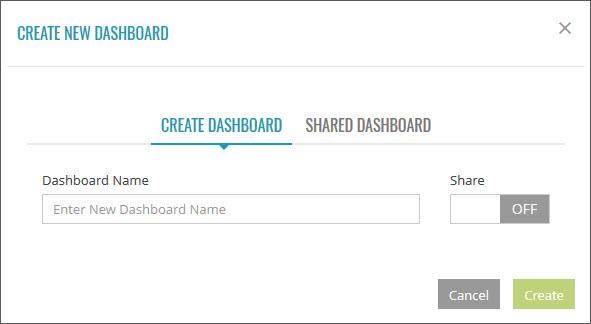 CREATE NEW DASHBOARD
CREATE DASHBOARD SHARED DASHBOARD
Dashboard Name Share
Enter New Dashboard Name OFF
Cancel Create